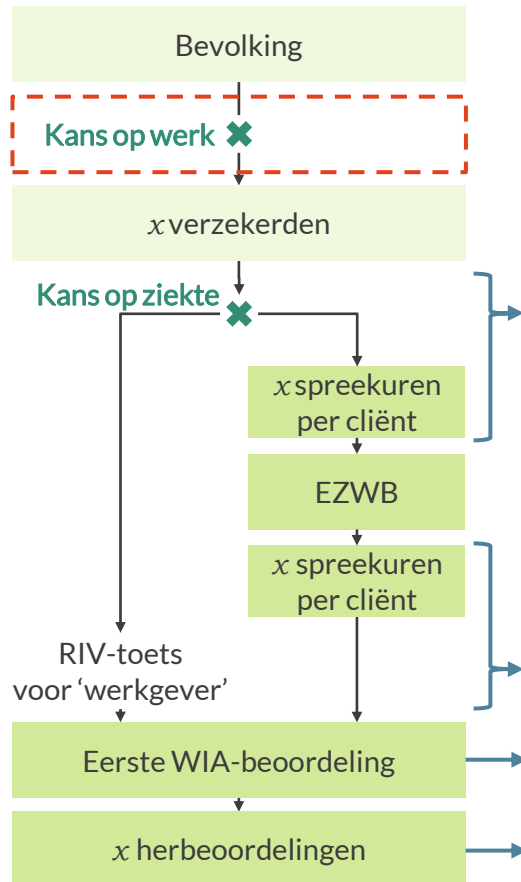 Bevolking
Kans op werk
x verzekerden
Kans op ziekte
x spreekuren
per cliënt
EZWB
x spreekuren
per cliënt
RIV-toets
voor ‘werkgever’
Eerste WIA-beoordeling
x herbeoordelingen